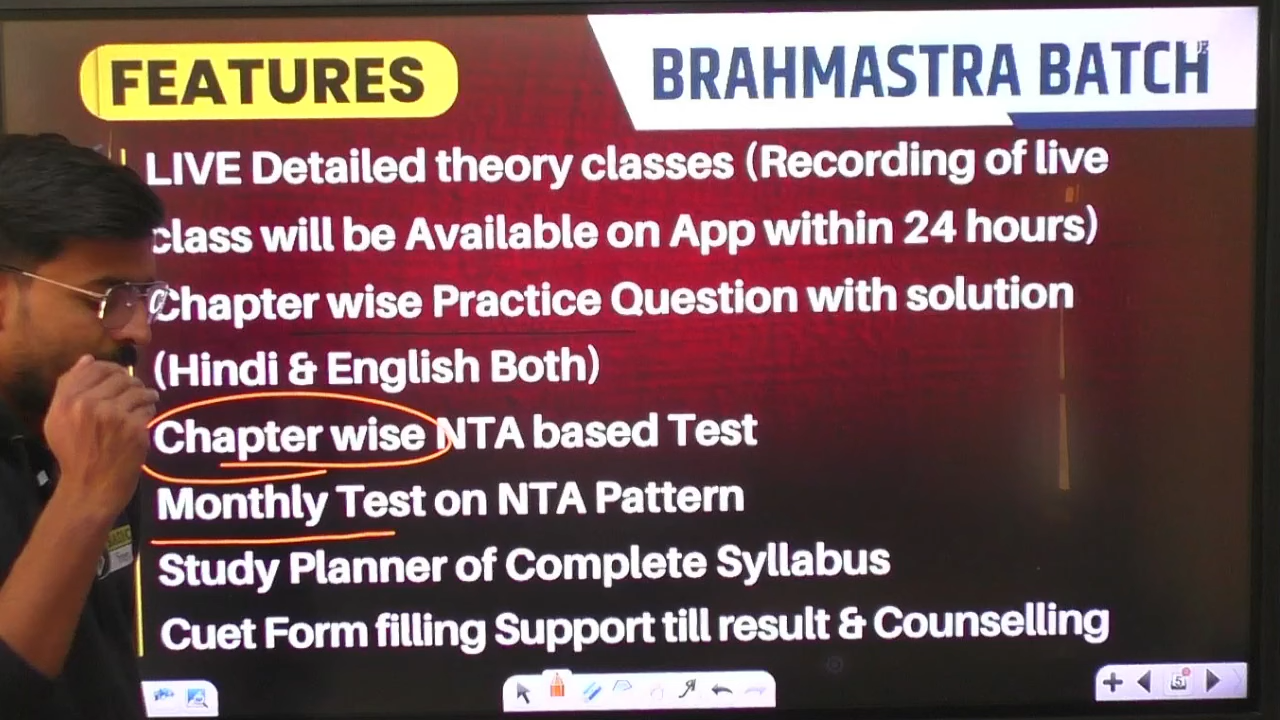 FEATURES
BRAHMASTRA BATCH
LIVE Detailed theory classes (Recording of live
class will be Available on App within 24 hours)
Chapter wise Practice Question with solution
(Hindi & English Both)
Chapter wise NTA based Test
Monthly Test on NTA Pattern
Study Planner of Complete Syllabus
Cuet Form filling Support till result & Counselling
5